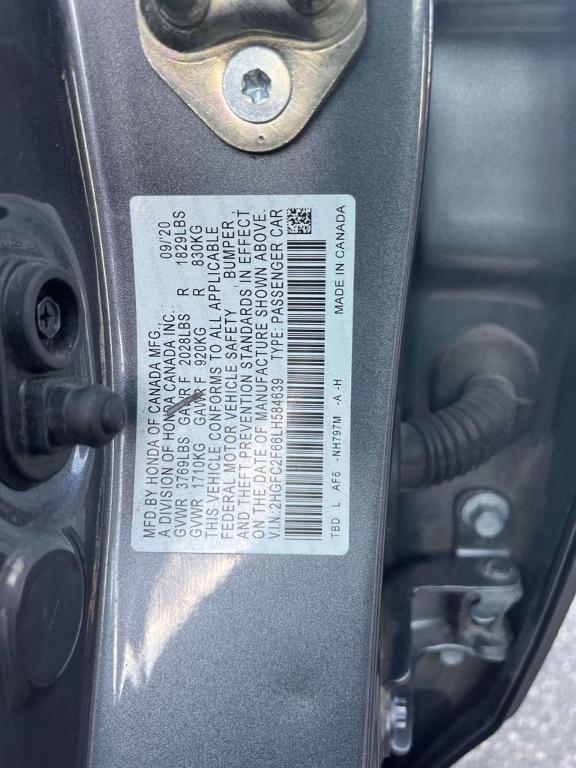 MFD.BY HONDA OF CANADA MFG., 09/'20
A DIVISION OF HONDA CANADA INC.
GVWR 3769LBS GAWR F 2028LBS R 1829LBS
GVWR 1710KG GAWR F 920KG R 830KG
THIS VEHICLE CONFORMS TO ALL APPLICABLE
FEDERAL MOTOR VEHICLE SAFETY, BUMPER,
AND THEFT PREVENTION STANDARDS IN EFFECT
ON THE DATE OF MANUFACTURE SHOWN ABOVE.
V.I.N: 2HGFC2F66LH584639 TYPE: PASSENGER CAR
TBD L AF6 -NH797M -A -H MADE IN CANADA